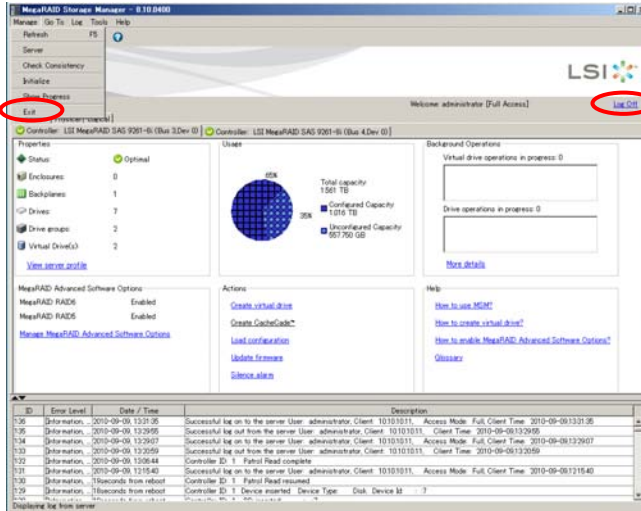 MegaRAID Storage Manager - 8.10.0400
Manage Go To Log Tools Help
Refresh F5
Server
Check Consistency
Initialize
Show Progress
Exit
LSI
Welcome: administrator [Full Access]
Log Off
Controller: LSI MegaRAID SAS 9261-8i (Bus 3,Dev 0) Controller: LSI MegaRAID SAS 9261-8i (Bus 4,Dev 0)
Properties
Status: Optimal
Enclosures: 0
Backplanes: 1
Drives: 7
Drive groups: 2
Virtual Drive(s): 2
View server profile
Usage
65%
35%
Total capacity
1.561 TB
Configured Capacity
1.016 TB
Unconfigured Capacity
557.750 GB
Background Operations
Virtual drive operations in progress: 0
Drive operations in progress: 0
More details
MegaRAID Advanced Software Options
MegaRAID RAID6 Enabled
MegaRAID RAID5 Enabled
Manage MegaRAID Advanced Software Options
Actions
Create virtual drive
Create CacheCade™
Load configuration
Update firmware
Silence alarm
Help
How to use MSM?
How to create virtual drive?
How to enable MegaRAID Advanced Software Options?
Glossary
ID Error Level Date / Time Description
136 [Information, ... 2010-09-09, 13:31:35 Successful log on to the server User: administrator, Client: 10.10.10.11, Access Mode: Full, Client Time: 2010-09-09,13:31:35
135 [Information, ... 2010-09-09, 13:29:55 Successful log out from the server User: administrator, Client: 10.10.10.11, Client Time: 2010-09-09,13:29:55
134 [Information, ... 2010-09-09, 13:29:07 Successful log on to the server User: administrator, Client: 10.10.10.11, Access Mode: Full, Client Time: 2010-09-09,13:29:07
133 [Information, ... 2010-09-09, 13:20:59 Successful log out from the server User: administrator, Client: 10.10.10.11, Client Time: 2010-09-09,13:20:59
132 [Information, ... 2010-09-09, 13:06:44 Controller ID: 1 Patrol Read complete
131 [Information, ... 2010-09-09, 12:15:40 Successful log on to the server User: administrator, Client: 10.10.10.11, Access Mode: Full, Client Time: 2010-09-09,12:15:40
130 [Information, ... seconds from reboot Controller ID: 1 Patrol Read resumed
129 [Information, ... seconds from reboot Controller ID: 1 Device inserted Device Type: Disk Device Id: :7
Displaying log from server